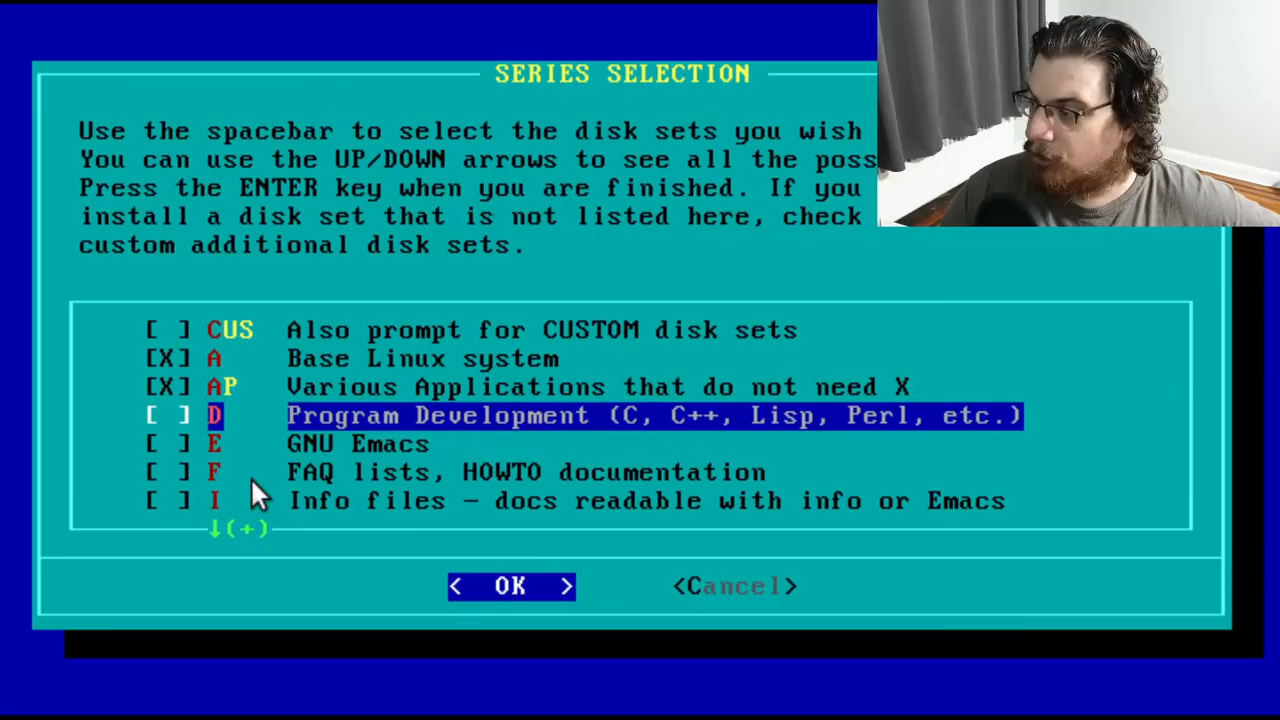 SERIES SELECTION
Use the spacebar to select the disk sets you wish
You can use the UP/DOWN arrows to see all the poss
Press the ENTER key when you are finished. If you
install a disk set that is not listed here, check
custom additional disk sets.
[ ] CUS Also prompt for CUSTOM disk sets
[X] A Base Linux system
[X] AP Various Applications that do not need X
[ ] D Program Development (C, C++, Lisp, Perl, etc.)
[ ] E GNU Emacs
[ ] F FAQ lists, HOWTO documentation
[ ] I Info files - docs readable with info or Emacs
↓(+)
< OK > <Cancel>